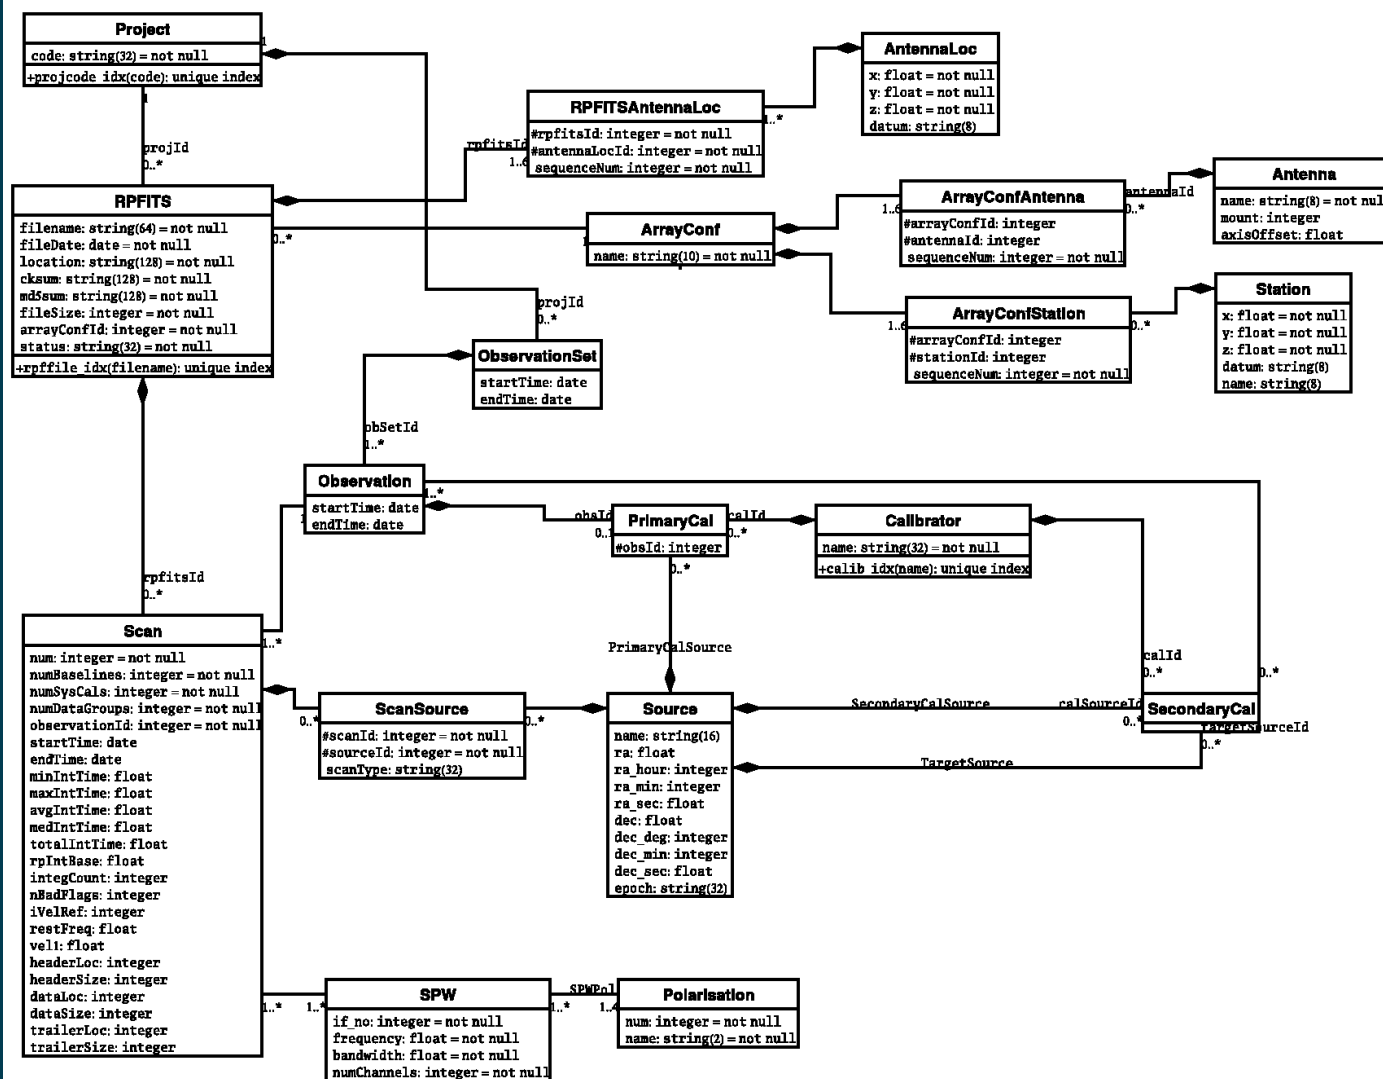 Project
code: string(32) = not null
+projcode_idx(code): unique index
1
1
projId
0..*
RPFITS
filename: string(64) = not null
fileDate: date = not null
location: string(128) = not null
cksum: string(128) = not null
md5sum: string(128) = not null
fileSize: integer = not null
arrayConfId: integer = not null
status: string(32) = not null
+rpffile_idx(filename): unique index
0..*
rpfitsId
RPFITSAntennaLoc
#rpfitsId: integer = not null
#antennaLocId: integer = not null
sequenceNum: integer = not null
1..6
1..*
AntennaLoc
x: float = not null
y: float = not null
z: float = not null
datum: string(8)
ArrayConf
name: string(10) = not null
1
ArrayConfAntenna
#arrayConfId: integer
#antennaId: integer
sequenceNum: integer = not null
1..6
antennaId
0..*
Antenna
name: string(8) = not nul
mount: integer
axisOffset: float
ArrayConfStation
#arrayConfId: integer
#stationId: integer
sequenceNum: integer = not null
1..6
0..*
Station
x: float = not null
y: float = not null
z: float = not null
datum: string(8)
name: string(8)
projId
0..*
ObservationSet
startTime: date
endTime: date
obSetId
1..*
Observation
startTime: date
endTime: date
1..*
1
obsId
0..1
PrimaryCal
#obsId: integer
calId
0..*
0..*
Calibrator
name: string(32) = not null
+calib_idx(name): unique index
rpfitsId
0..*
Scan
num: integer = not null
numBaselines: integer = not null
numSysCals: integer = not null
numDataGroups: integer = not null
observationId: integer = not null
startTime: date
endTime: date
minIntTime: float
maxIntTime: float
avgIntTime: float
medIntTime: float
totalIntTime: float
rpIntBase: float
integCount: integer
nBadFlags: integer
iVelRef: integer
restFreq: float
vel1: float
headerLoc: integer
headerSize: integer
dataLoc: integer
dataSize: integer
trailerLoc: integer
trailerSize: integer
1..*
0..*
ScanSource
#scanId: integer = not null
#sourceId: integer = not null
scanType: string(32)
0..*
PrimaryCalSource
Source
name: string(16)
ra: float
ra_hour: integer
ra_min: integer
ra_sec: float
dec: float
dec_deg: integer
dec_min: integer
dec_sec: float
epoch: string(32)
SecondaryCalSource
calSourceId
0..*
calId
0..*
0..*
SecondaryCal
TargetSourceId
0..*
TargetSource
1..*
1..*
SPW
if_no: integer = not null
frequency: float = not null
bandwidth: float = not null
numChannels: integer = not null
SPWPol
1..*
1..4
Polarisation
num: integer = not null
name: string(2) = not null